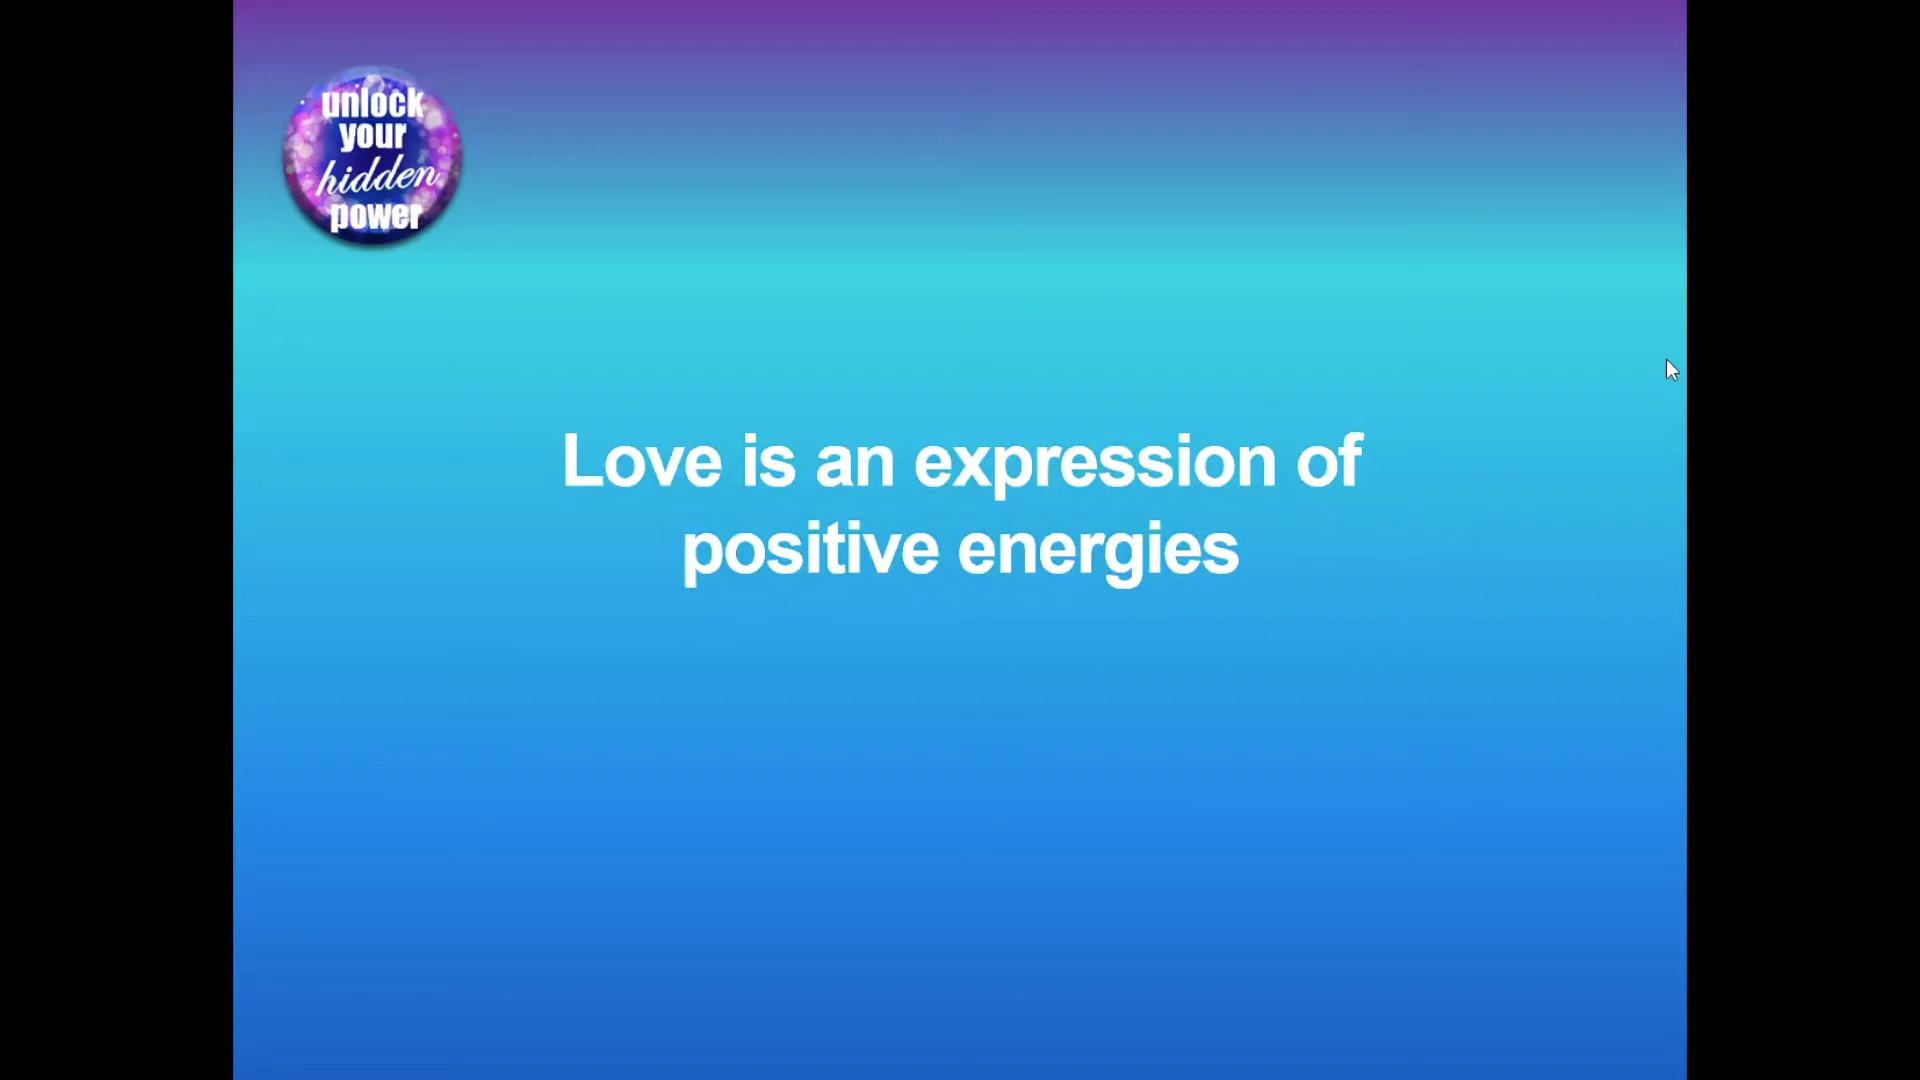 unlock
your
hidden
power
Love is an expression of
positive energies